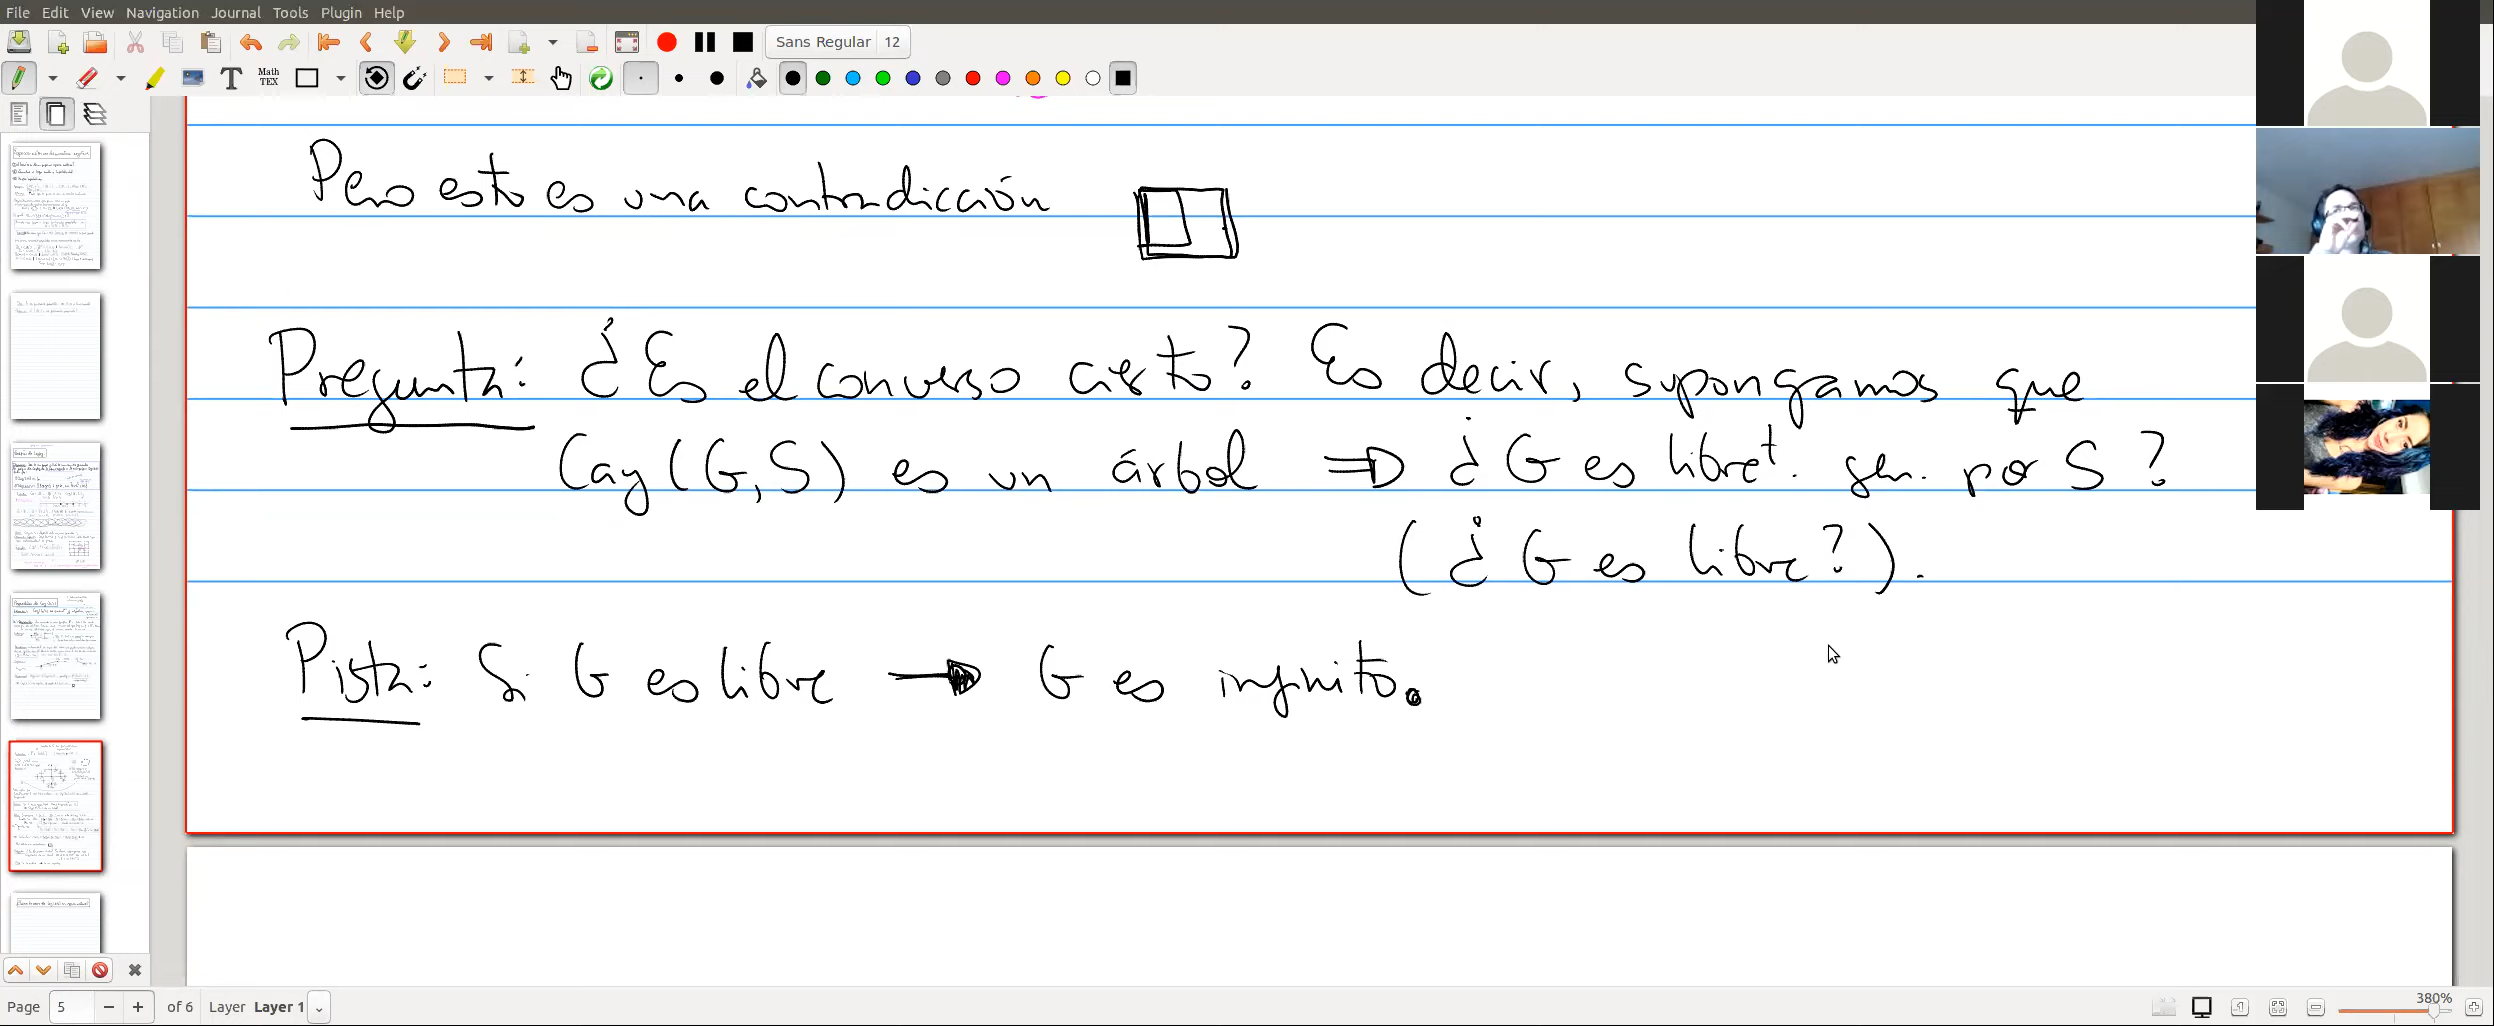 File Edit View Navigation Journal Tools Plugin Help
Sans Regular 12
Math
TEX
Pero esto es una contradicción
Pregunta: ¿Es el converso cierto? Es decir, supongamos que
Cay(G,S) es un árbol ⇒ ¿G es libret. gen. por S?
(¿G es libre?).
Pista: Si G es libre → G es infinito.
Page 5 − + of 6 Layer Layer 1
380%